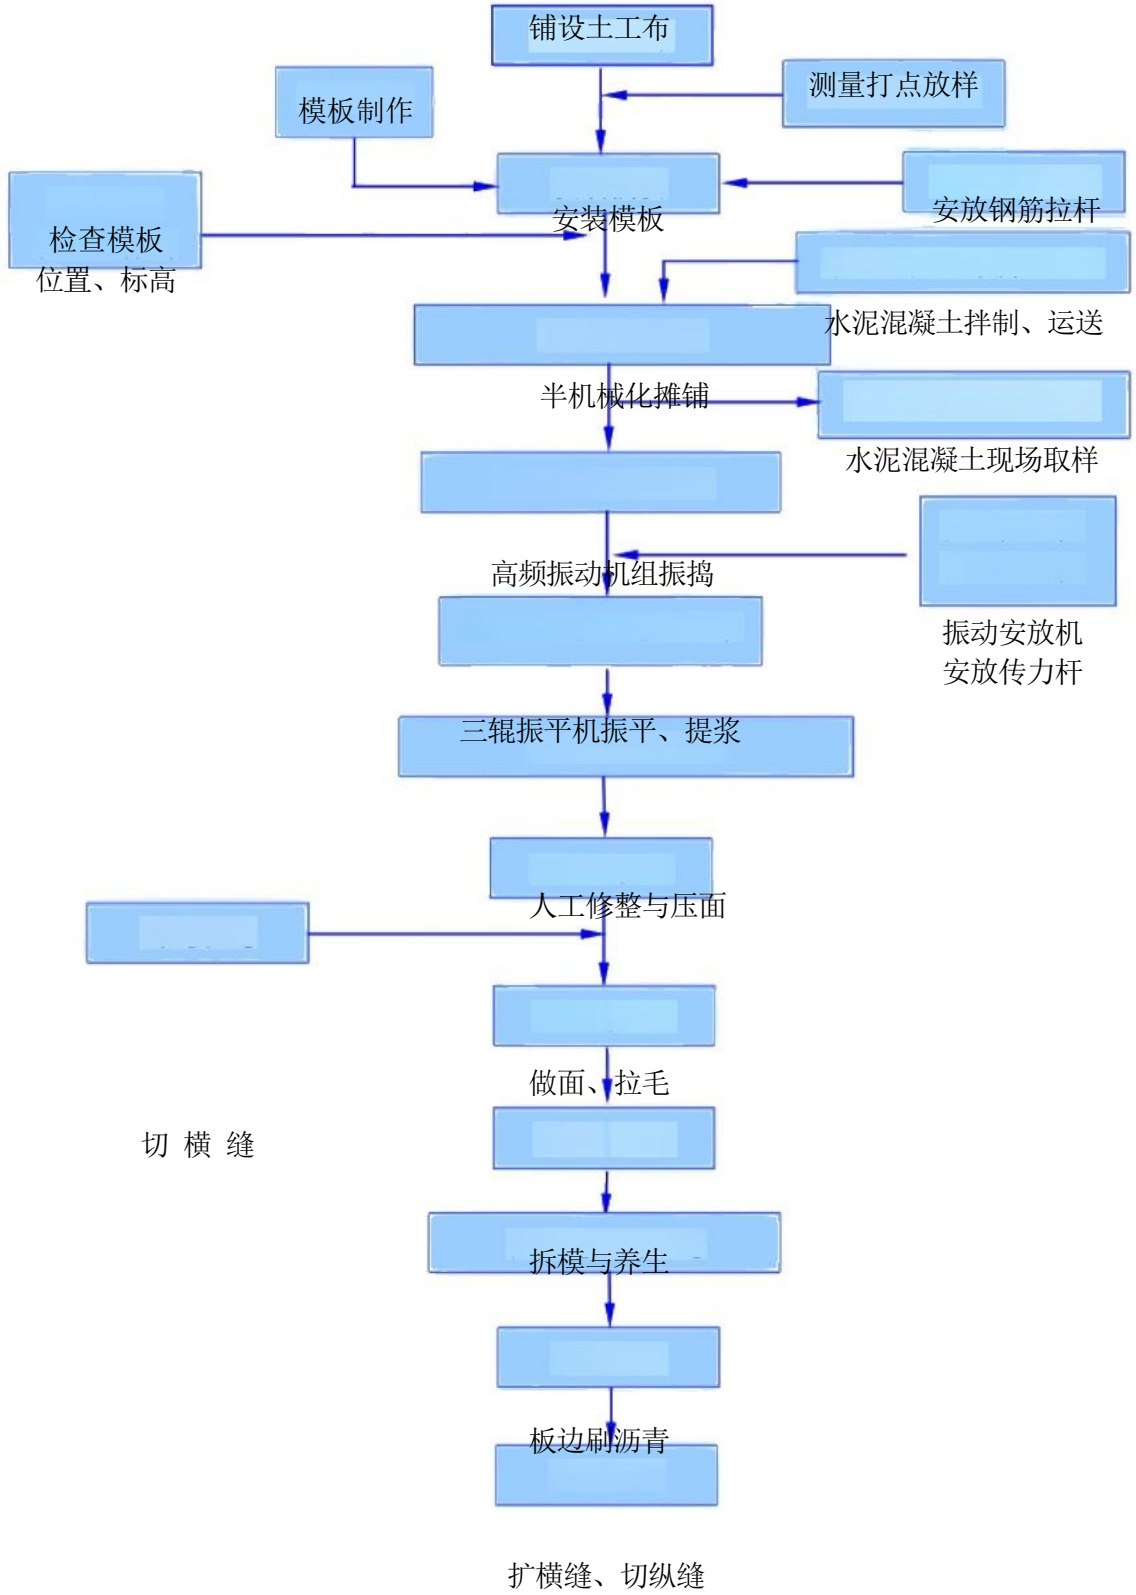 铺设土工布
测量打点放样
模板制作
安放钢筋拉杆
安装模板
检查模板
位置、标高
水泥混凝土拌制、运送
半机械化摊铺
水泥混凝土现场取样
高频振动机组振捣
振动安放机
安放传力杆
三辊振平机振平、提浆
人工修整与压面
做面、拉毛
切 横 缝
拆模与养生
板边刷沥青
扩横缝、切纵缝